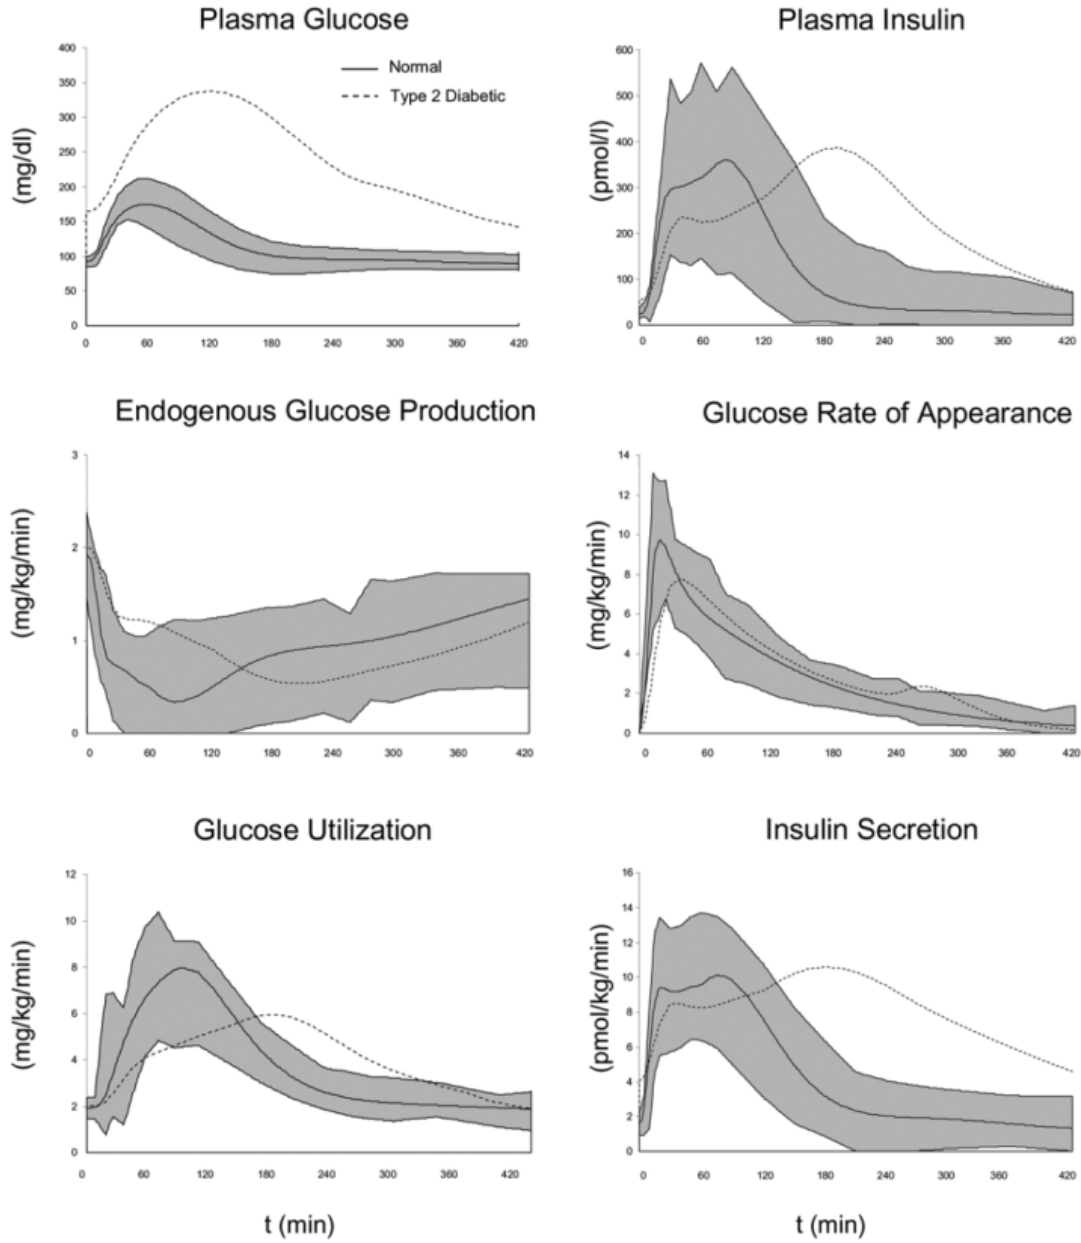 Plasma Glucose
400
350
300
250
200
150
100
50
0
(mg/dl)
Normal
Type 2 Diabetic
0 60 120 180 240 300 360 420
Plasma Insulin
600
500
400
300
200
100
0
(pmol/l)
0 60 120 180 240 300 360 420
Endogenous Glucose Production
3
2
1
0
(mg/kg/min)
0 60 120 180 240 300 360 420
Glucose Rate of Appearance
14
12
10
8
6
4
2
0
(mg/kg/min)
0 60 120 180 240 300 360 420
Glucose Utilization
12
10
8
6
4
2
0
(mg/kg/min)
0 60 120 180 240 300 360 420
t (min)
Insulin Secretion
16
14
12
10
8
6
4
2
0
(pmol/kg/min)
0 60 120 180 240 300 360 420
t (min)